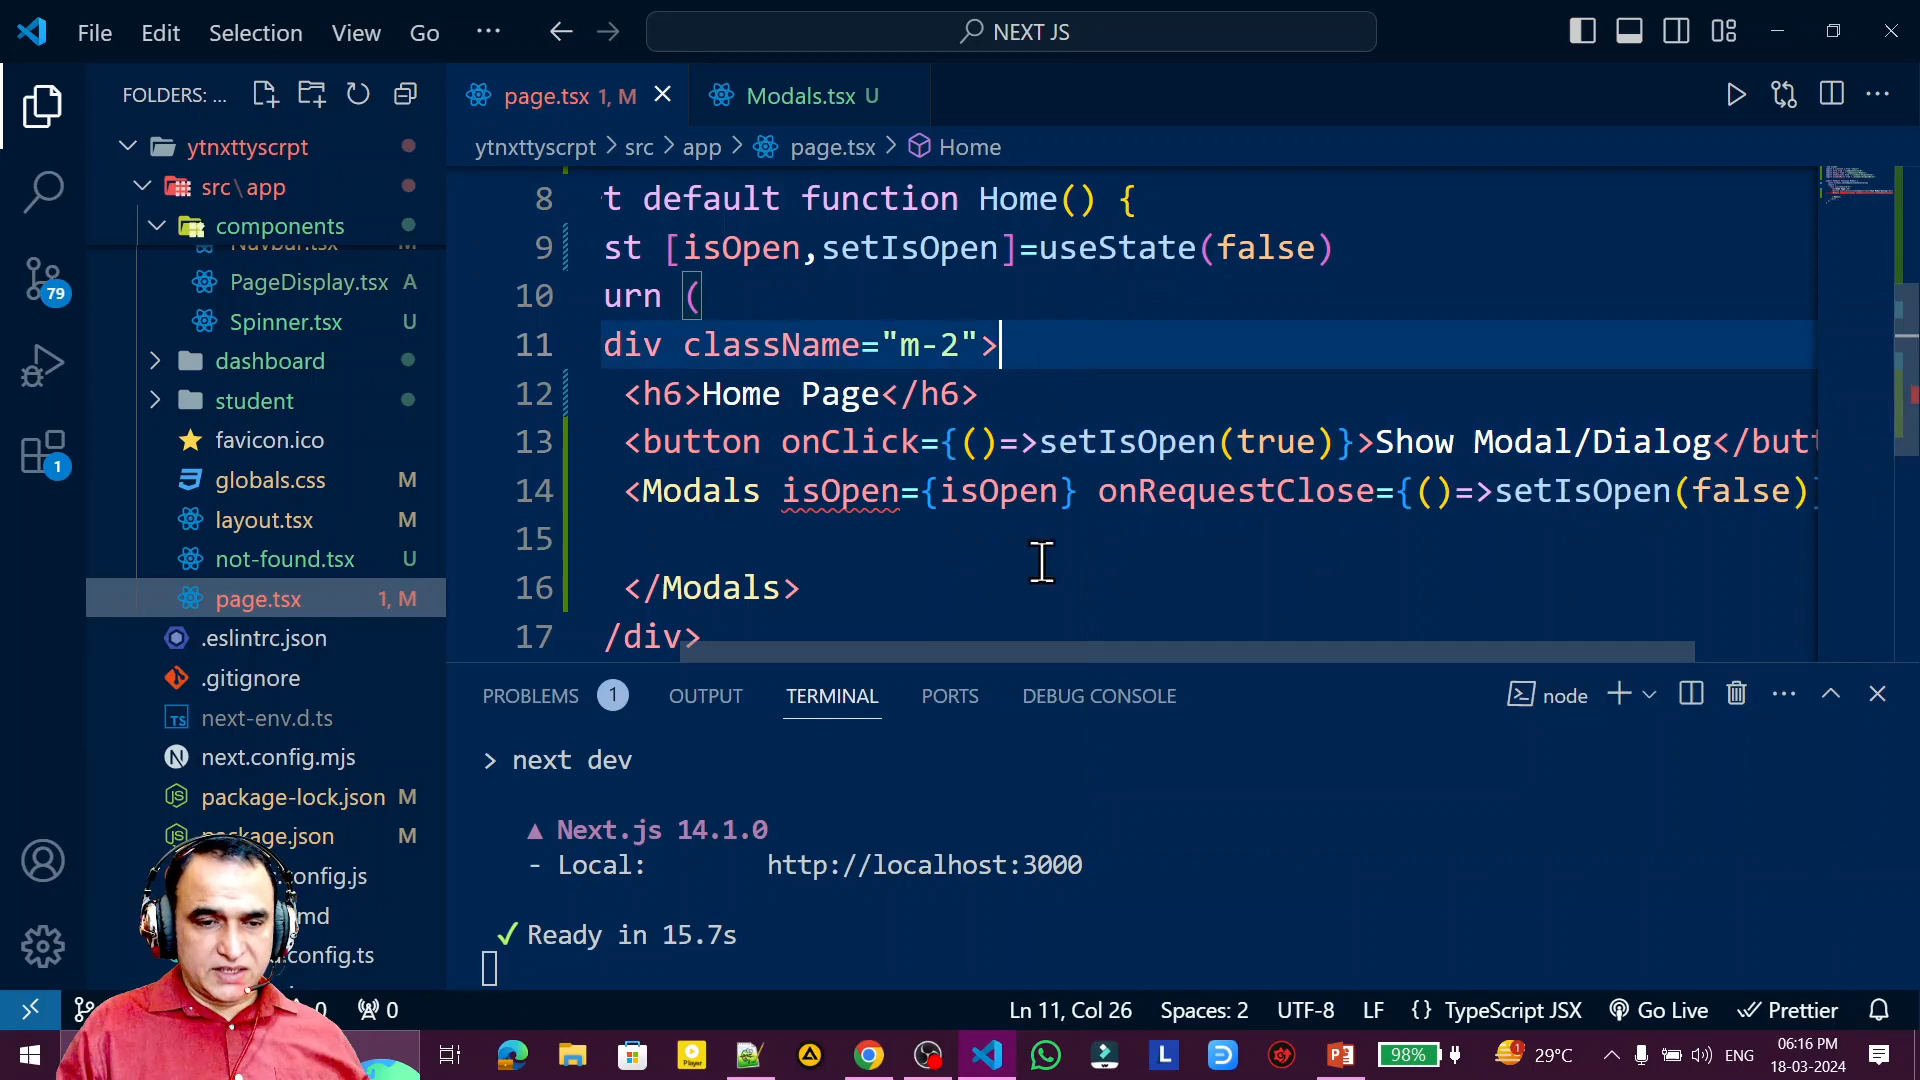 File Edit Selection View Go ··· NEXT JS
FOLDERS: ...
page.tsx 1, M
Modals.tsx U
ytnxttyscrpt
src\app
components
PageDisplay.tsx A
Spinner.tsx U
dashboard
student
favicon.ico
globals.css M
layout.tsx M
not-found.tsx U
page.tsx 1, M
.eslintrc.json
.gitignore
next-env.d.ts
next.config.mjs
package-lock.json M
package.json M
onfig.js
md
config.ts
79
1
ytnxttyscrpt > src > app > page.tsx > Home
8 t default function Home() {
9 st [isOpen,setIsOpen]=useState(false)
10 urn (
11 div className="m-2">
12 <h6>Home Page</h6>
13 <button onClick={()=>setIsOpen(true)}>Show Modal/Dialog</butt
14 <Modals isOpen={isOpen} onRequestClose={()=>setIsOpen(false)}
15
16 </Modals>
17 /div>
PROBLEMS 1 OUTPUT TERMINAL PORTS DEBUG CONSOLE node
> next dev
▲ Next.js 14.1.0
- Local: http://localhost:3000
✓ Ready in 15.7s
0 0 Ln 11, Col 26 Spaces: 2 UTF-8 LF {} TypeScript JSX Go Live Prettier
98% 29°C ENG 06:16 PM
18-03-2024